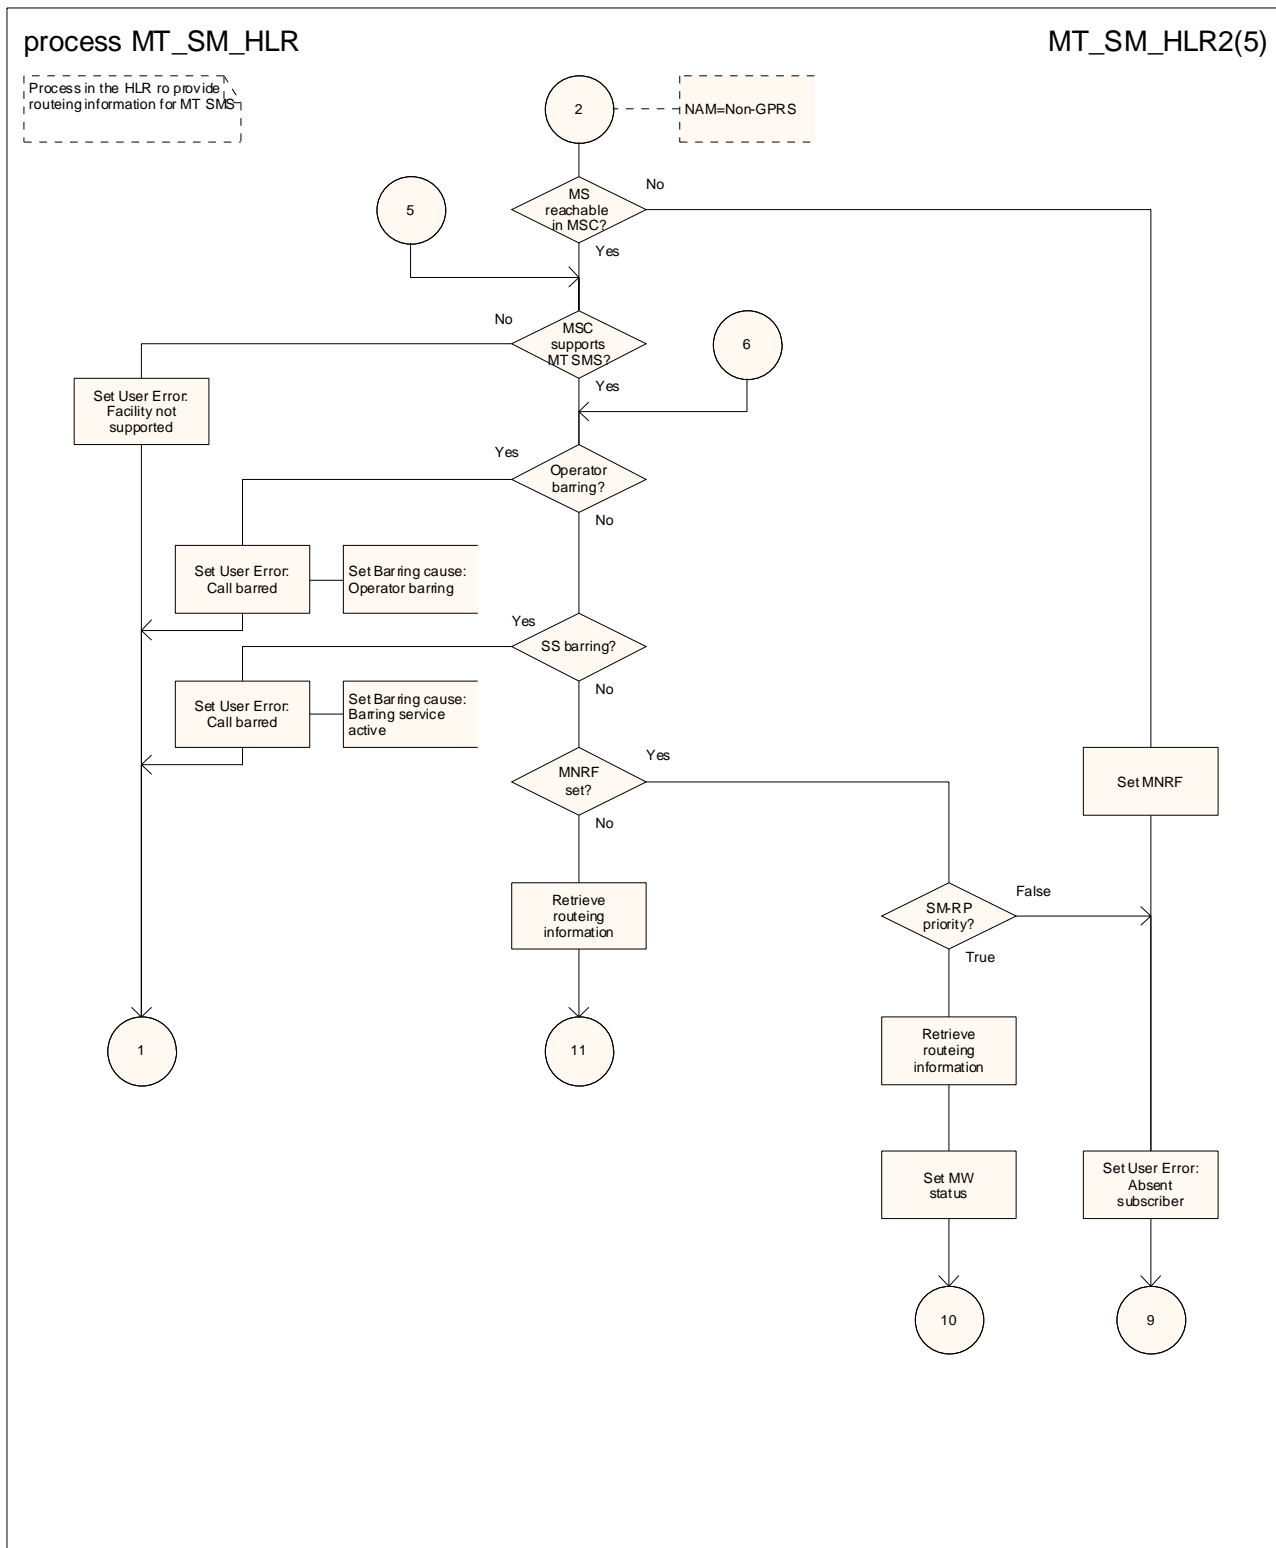 process MT_SM_HLR
MT_SM_HLR2(5)
Process in the HLR ro provide
routeing information for MT SMS
2
NAM=Non-GPRS
MS
reachable
in MSC?
No
Yes
5
MSC
supports
MT SMS?
No
Yes
6
Set User Error:
Facility not
supported
Operator
barring?
Yes
No
Set User Error:
Call barred
Set Barring cause:
Operator barring
SS barring?
Yes
No
Set User Error:
Call barred
Set Barring cause:
Barring service
active
MNRF
set?
Yes
No
Set MNRF
Retrieve
routeing
information
SM-RP
priority?
False
True
1
11
Retrieve
routeing
information
Set MW
status
Set User Error:
Absent
subscriber
10
9